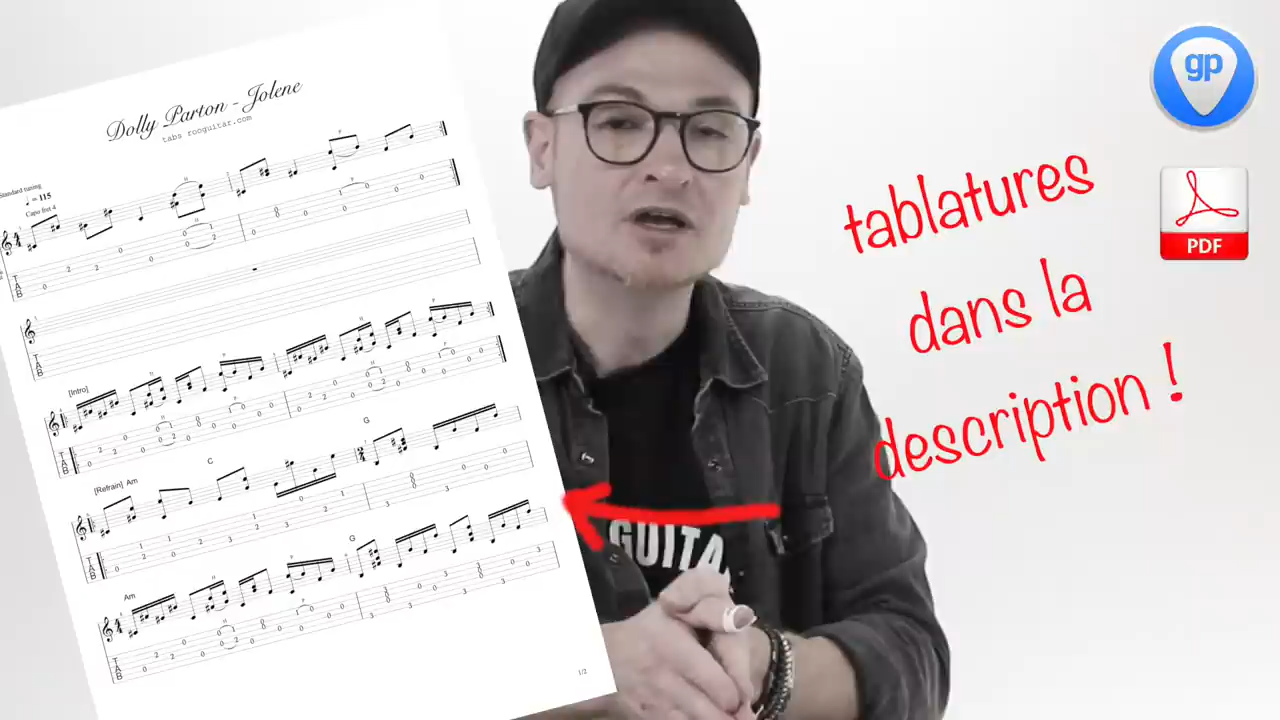 Dolly Parton - Jolene
tabs rooguitar.com
Standard tuning
♩ = 115
Capo fret 4
[Intro]
G
C
[Refrain] Am
G
Am
1/2
gp
PDF
tablatures
dans la
description !
GUITA